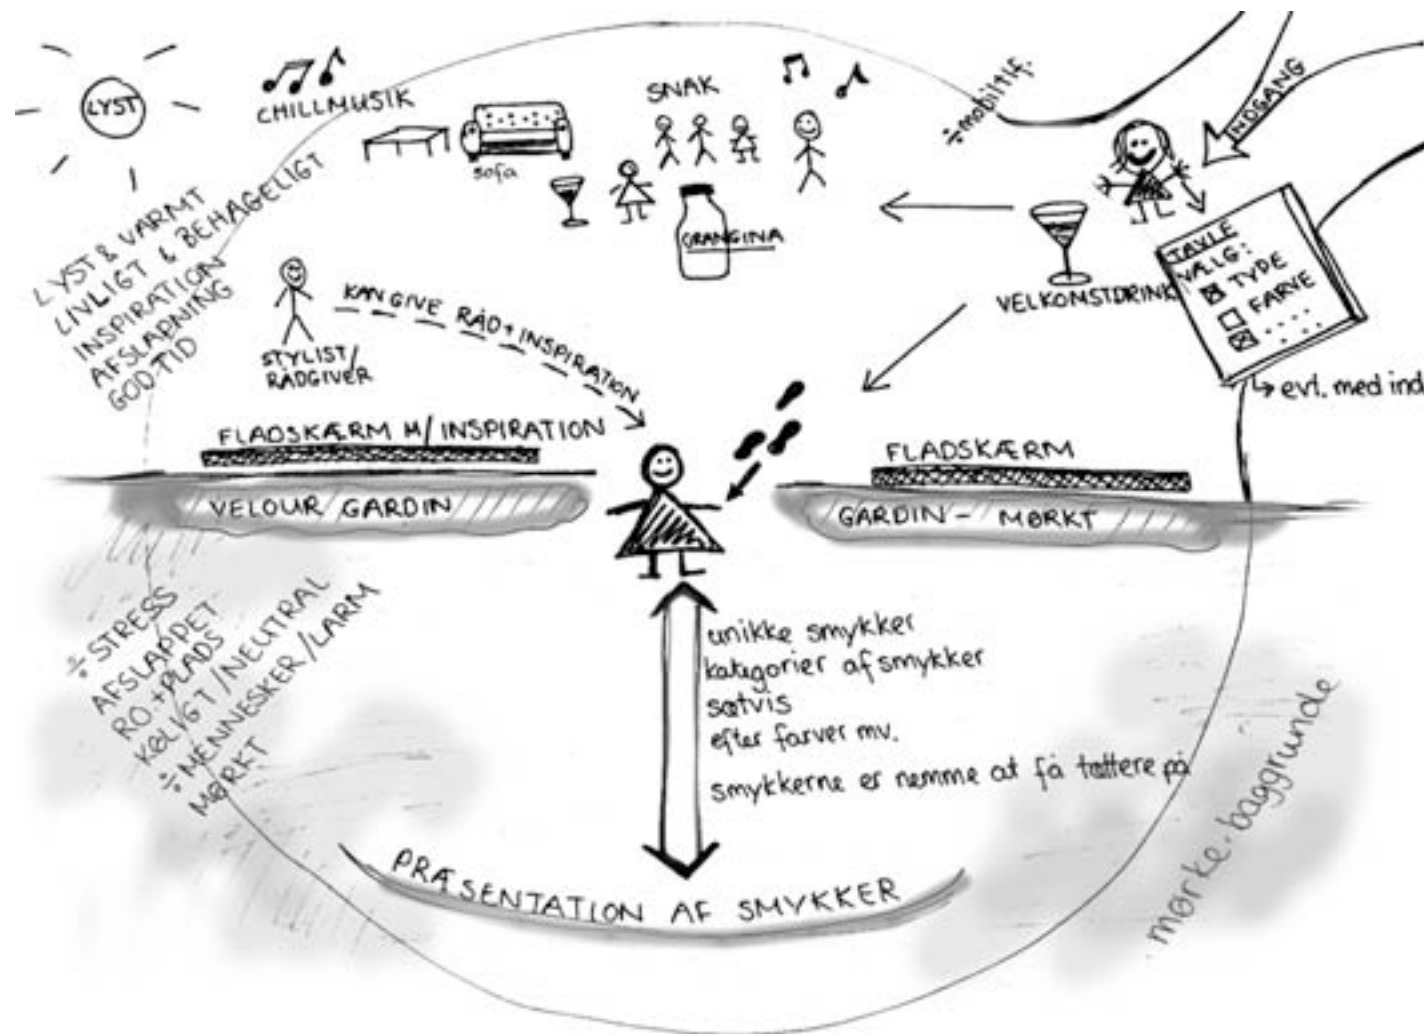 LYST
CHILLMUSIK
SNAK
÷mobiltlf.
INDGANG
sofa
ORANGINA
VELKOMSTDRINK
TAVLE
VÆLG:
TYDE
FARVE
....
↳ evt. med ind
LYST & VARMT
LIVLIGT & BEHAGELIGT
INSPIRATION
AFSLAPNING
GOD TID
STYLIST/
RÅDGIVER
KAN GIVE RÅD + INSPIRATION
FLADSKÆRM M/INSPIRATION
FLADSKÆRM
VELOUR GARDIN
GARDIN - MØRKT
÷ STRESS
AFSLAPPET
RO + PLADS
KØLIGT/NEUTRAL
÷ MENNESKER/LARM
MØRKT
unikke smykker
kategorier af smykker
sætvis
efter farver mv.
smykkerne er nemme at få tættere på
PRÆSENTATION AF SMYKKER
mørke baggrunde